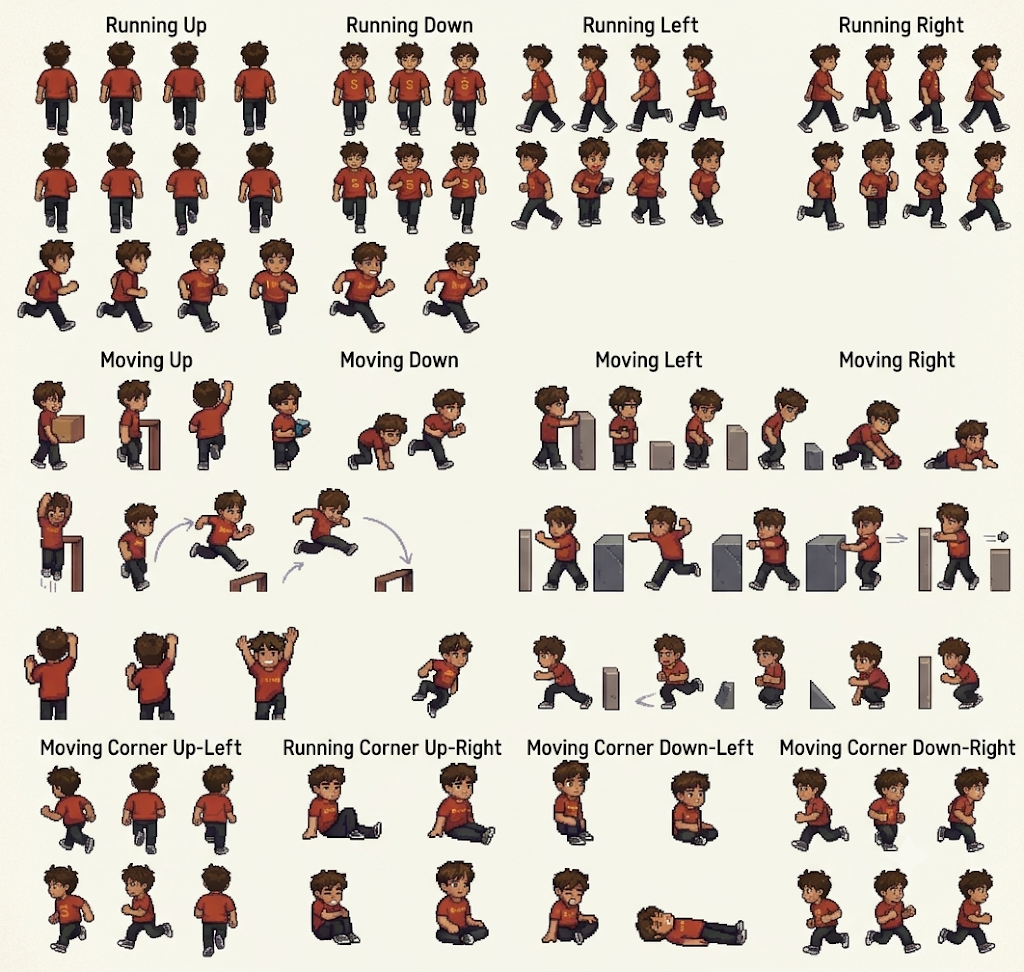 Running Up
Running Down
Running Left
Running Right
S
S
S
Moving Up
Moving Down
Moving Left
Moving Right
Moving Corner Up-Left
Running Corner Up-Right
Moving Corner Down-Left
Moving Corner Down-Right